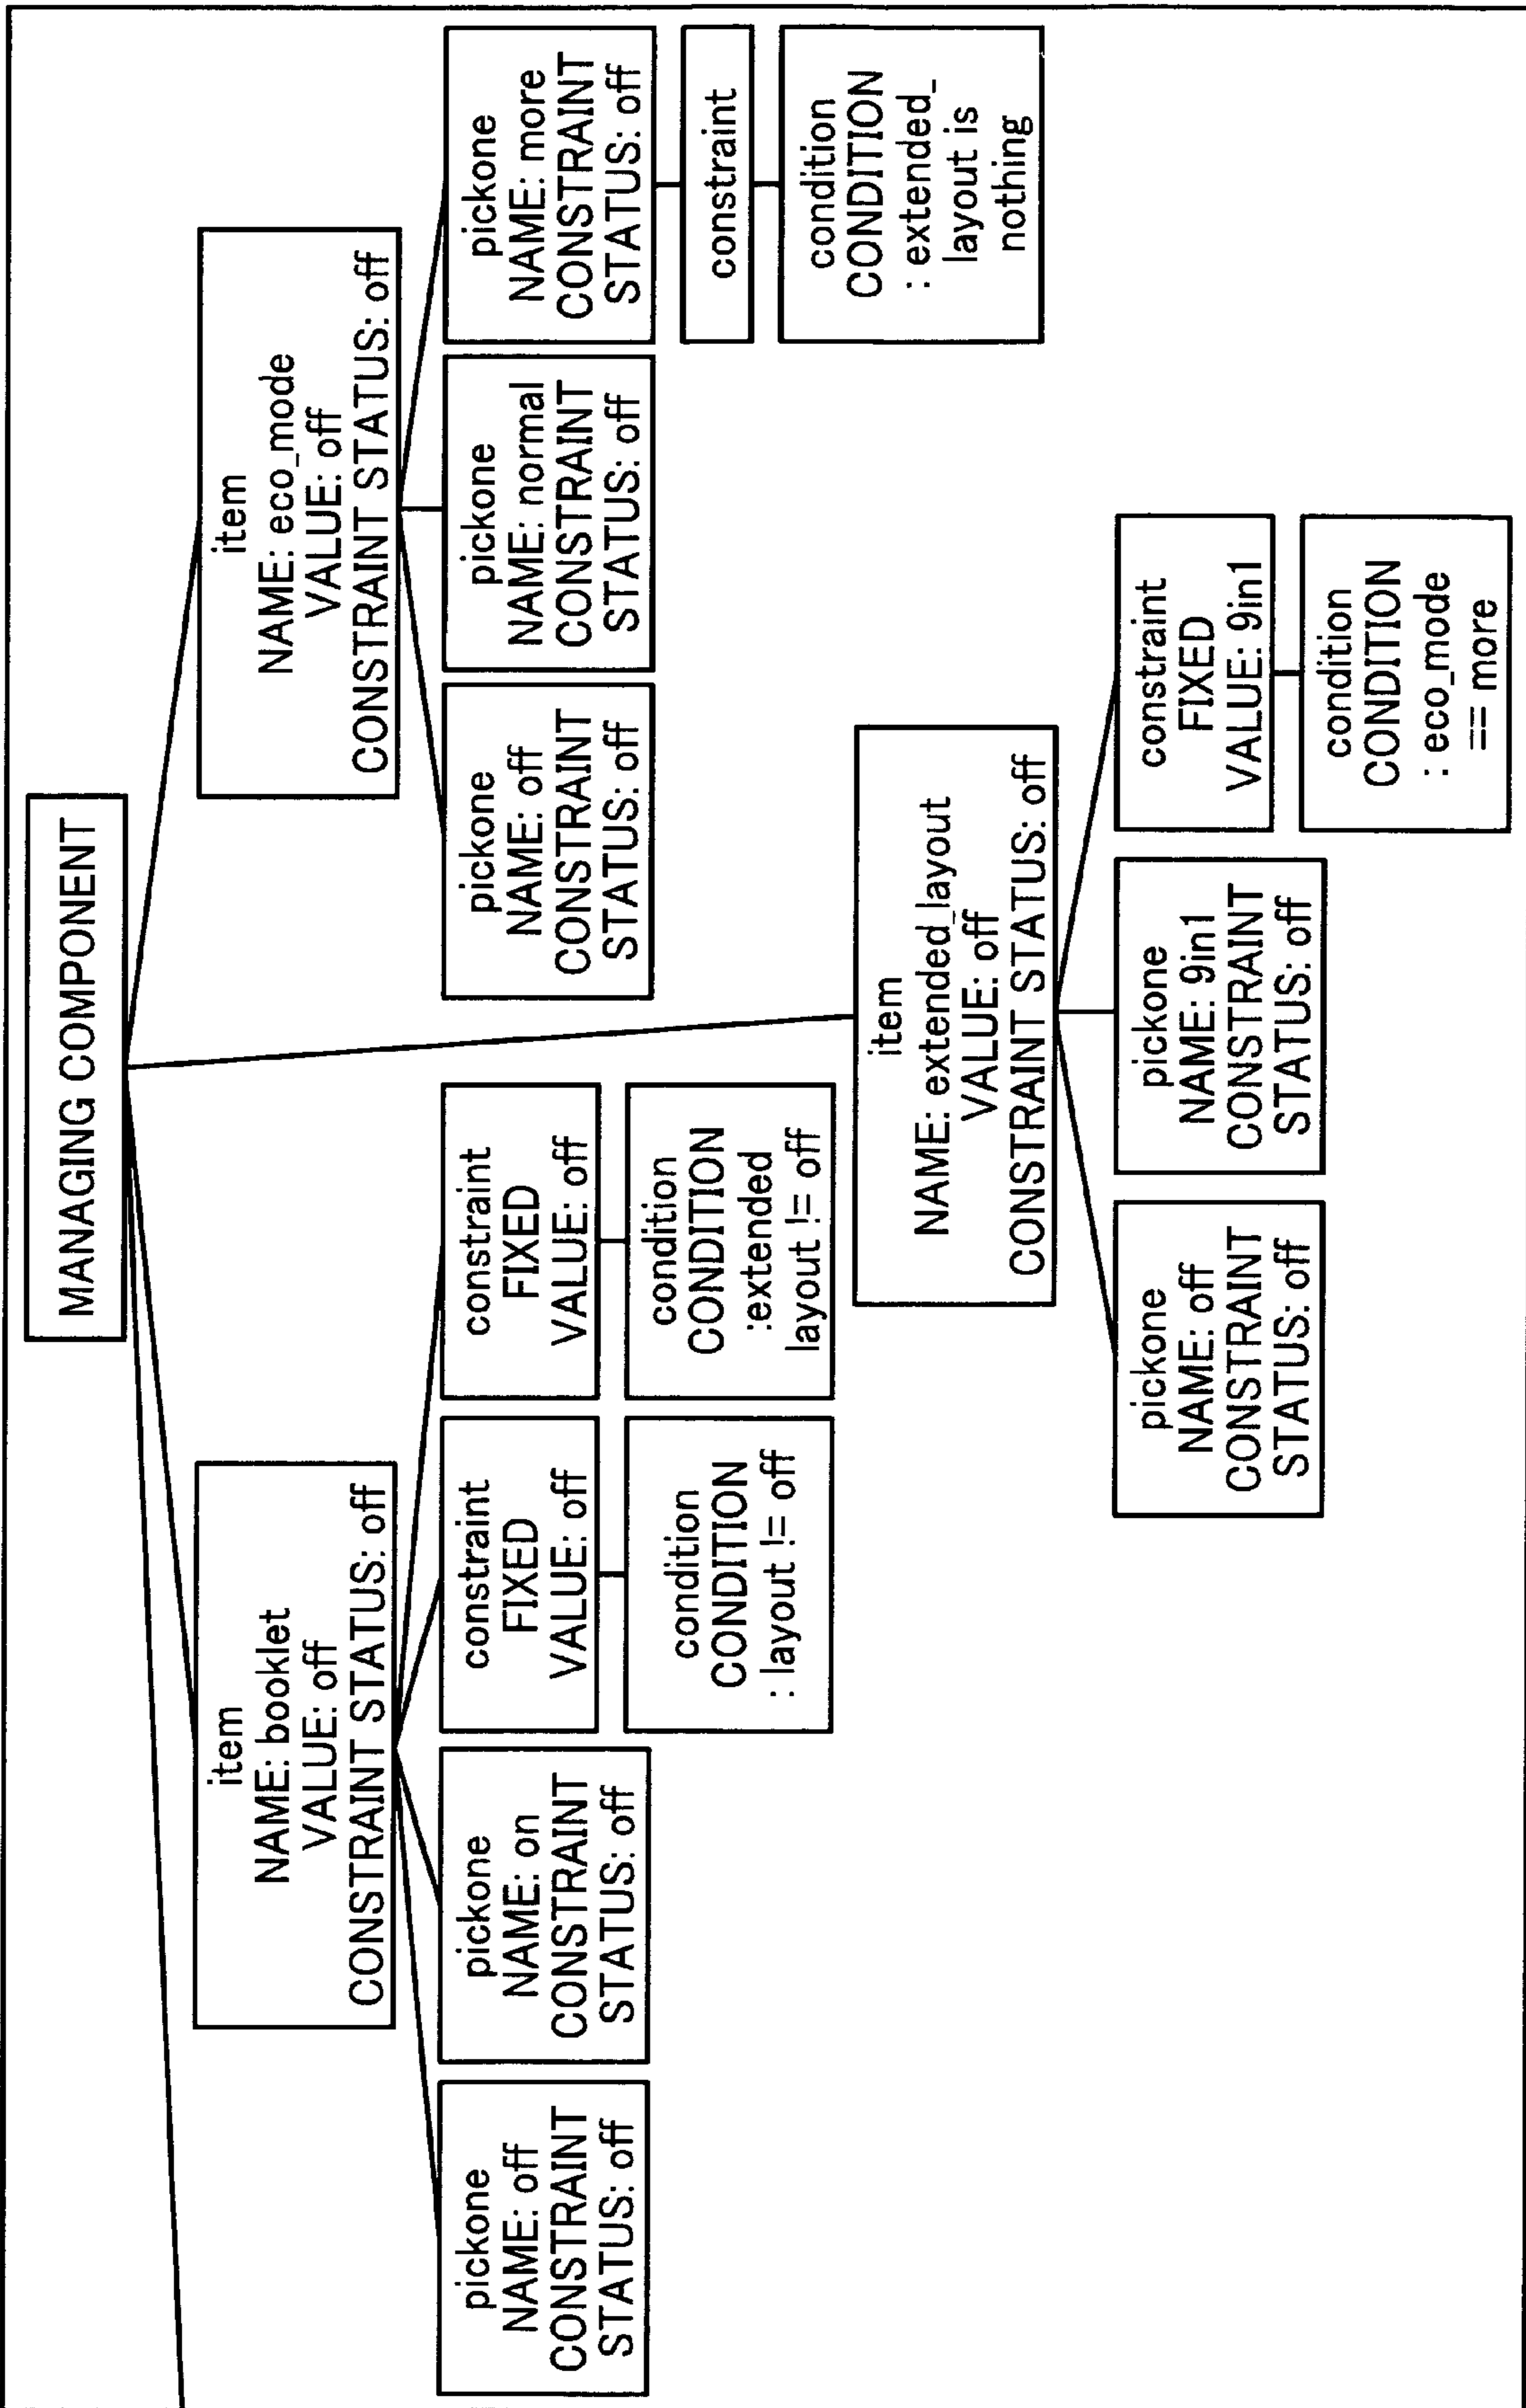 MANAGING COMPONENT
item
NAME: booklet
VALUE: off
CONSTRAINT STATUS: off
pickone
NAME: off
CONSTRAINT
STATUS: off
pickone
NAME: on
CONSTRAINT
STATUS: off
constraint
FIXED
VALUE: off
condition
CONDITION
: layout != off
constraint
FIXED
VALUE: off
condition
CONDITION
:extended
layout != off
item
NAME: eco_mode
VALUE: off
CONSTRAINT STATUS: off
pickone
NAME: off
CONSTRAINT
STATUS: off
pickone
NAME: normal
CONSTRAINT
STATUS: off
pickone
NAME: more
CONSTRAINT
STATUS: off
constraint
condition
CONDITION
: extended_
layout is
nothing
item
NAME: extended_layout
VALUE: off
CONSTRAINT STATUS: off
pickone
NAME: off
CONSTRAINT
STATUS: off
pickone
NAME: 9in1
CONSTRAINT
STATUS: off
constraint
FIXED
VALUE: 9in1
condition
CONDITION
: eco_mode
== more